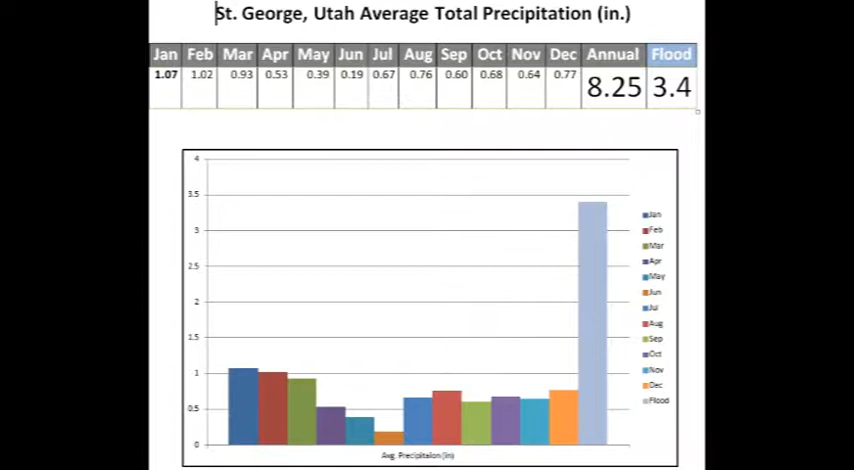 St. George, Utah Average Total Precipitation (in.)
Jan Feb Mar Apr May Jun Jul Aug Sep Oct Nov Dec Annual Flood
1.07 1.02 0.93 0.53 0.39 0.19 0.67 0.76 0.60 0.68 0.64 0.77 8.25 3.4
4
3.5
3
2.5
2
1.5
1
0.5
0
Jan
Feb
Mar
Apr
May
Jun
Jul
Aug
Sep
Oct
Nov
Dec
Flood
Avg. Precipitaion (in)